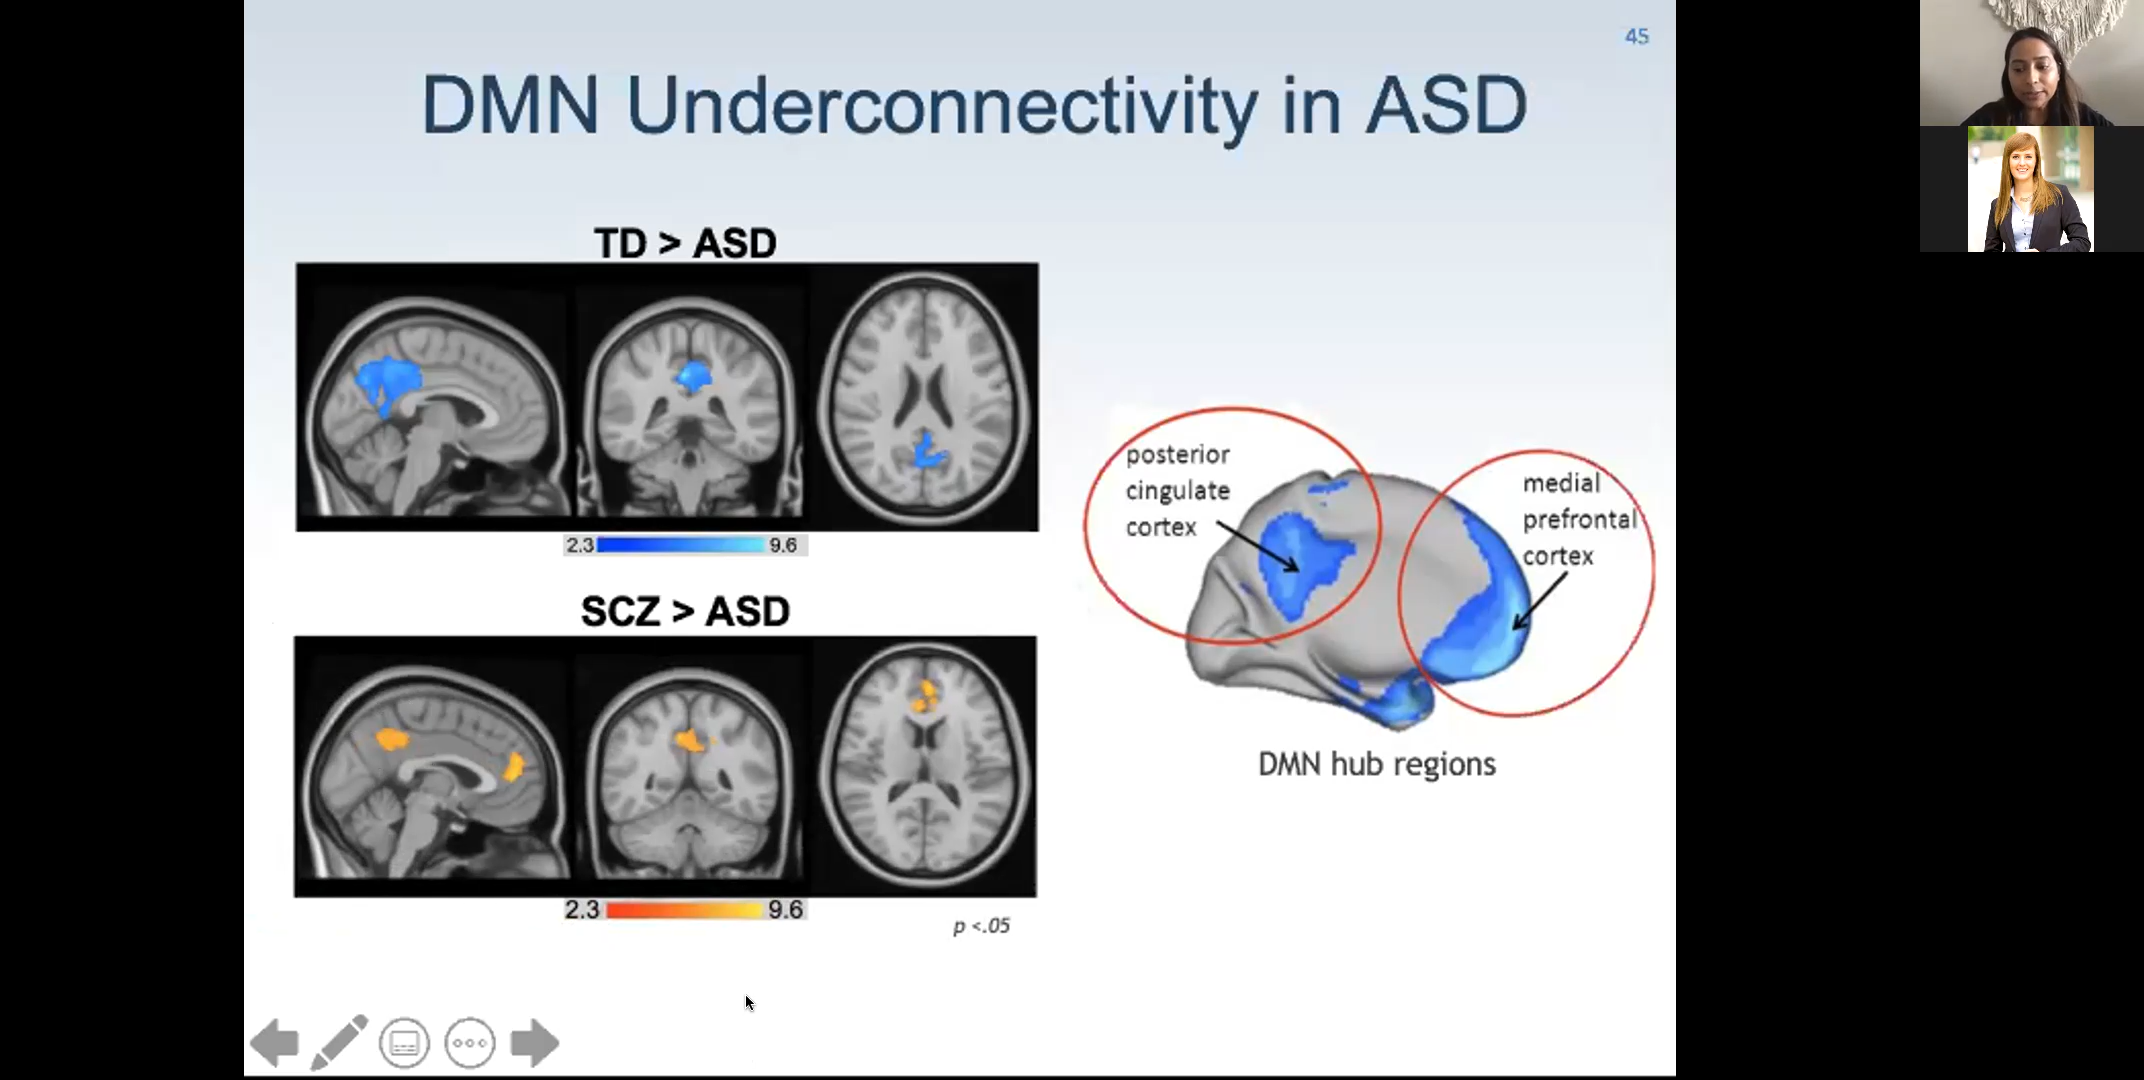 45
DMN Underconnectivity in ASD
TD > ASD
2.3 9.6
SCZ > ASD
2.3 9.6
p <.05
posterior
cingulate
cortex
medial
prefrontal
cortex
DMN hub regions